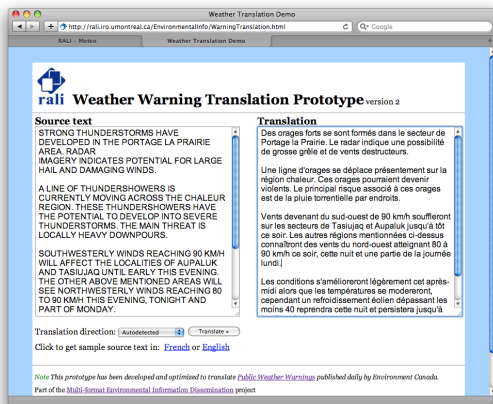 Weather Translation Demo
http://rali.iro.umontreal.ca/EnvironmentalInfo/WarningTranslation.html
Google
RALI – Meteo
Weather Translation Demo
rali
Weather Warning Translation Prototype version 2
Source text
STRONG THUNDERSTORMS HAVE
DEVELOPED IN THE PORTAGE LA PRAIRIE
AREA. RADAR
IMAGERY INDICATES POTENTIAL FOR LARGE
HAIL AND DAMAGING WINDS.
A LINE OF THUNDERSHOWERS IS
CURRENTLY MOVING ACROSS THE CHALEUR
REGION. THESE THUNDERSHOWERS HAVE
THE POTENTIAL TO DEVELOP INTO SEVERE
THUNDERSTORMS. THE MAIN THREAT IS
LOCALLY HEAVY DOWNPOURS.
SOUTHWESTERLY WINDS REACHING 90 KM/H
WILL AFFECT THE LOCALITIES OF AUPALUK
AND TASIUJAQ UNTIL EARLY THIS EVENING.
THE OTHER ABOVE MENTIONED AREAS WILL
SEE NORTHWESTERLY WINDS REACHING 80
TO 90 KM/H THIS EVENING, TONIGHT AND
PART OF MONDAY.
Translation
Des orages forts se sont formés dans le secteur de
Portage la Prairie. Le radar indique une possibilité
de grosse grêle et de vents destructeurs.
Une ligne d'orages se déplace présentement sur la
région chaleur. Ces orages pourraient devenir
violents. Le principal risque associé à ces orages
est de la pluie torrentielle par endroits.
Vents devenant du sud-ouest de 90 km/h souffleront
sur les secteurs de Tasiujaq et Aupaluk jusqu'à tôt
ce soir. Les autres régions mentionnées ci-dessus
connaîtront des vents du nord-ouest atteignant 80 à
90 km/h ce soir, cette nuit et une partie de la journée
lundi.
Les conditions s'amélioreront légèrement cet après-
midi alors que les températures se modereront,
cependant un refroidissement éolien dépassant les
moins 40 reprendra cette nuit et persistera jusqu'à
Translation direction: Autodetected Translate »
Click to get sample source text in: French or English
Note This prototype has been developed and optimized to translate Public Weather Warnings published daily by Environment Canada.
Part of the Multi-format Environmental Information Dissemination project